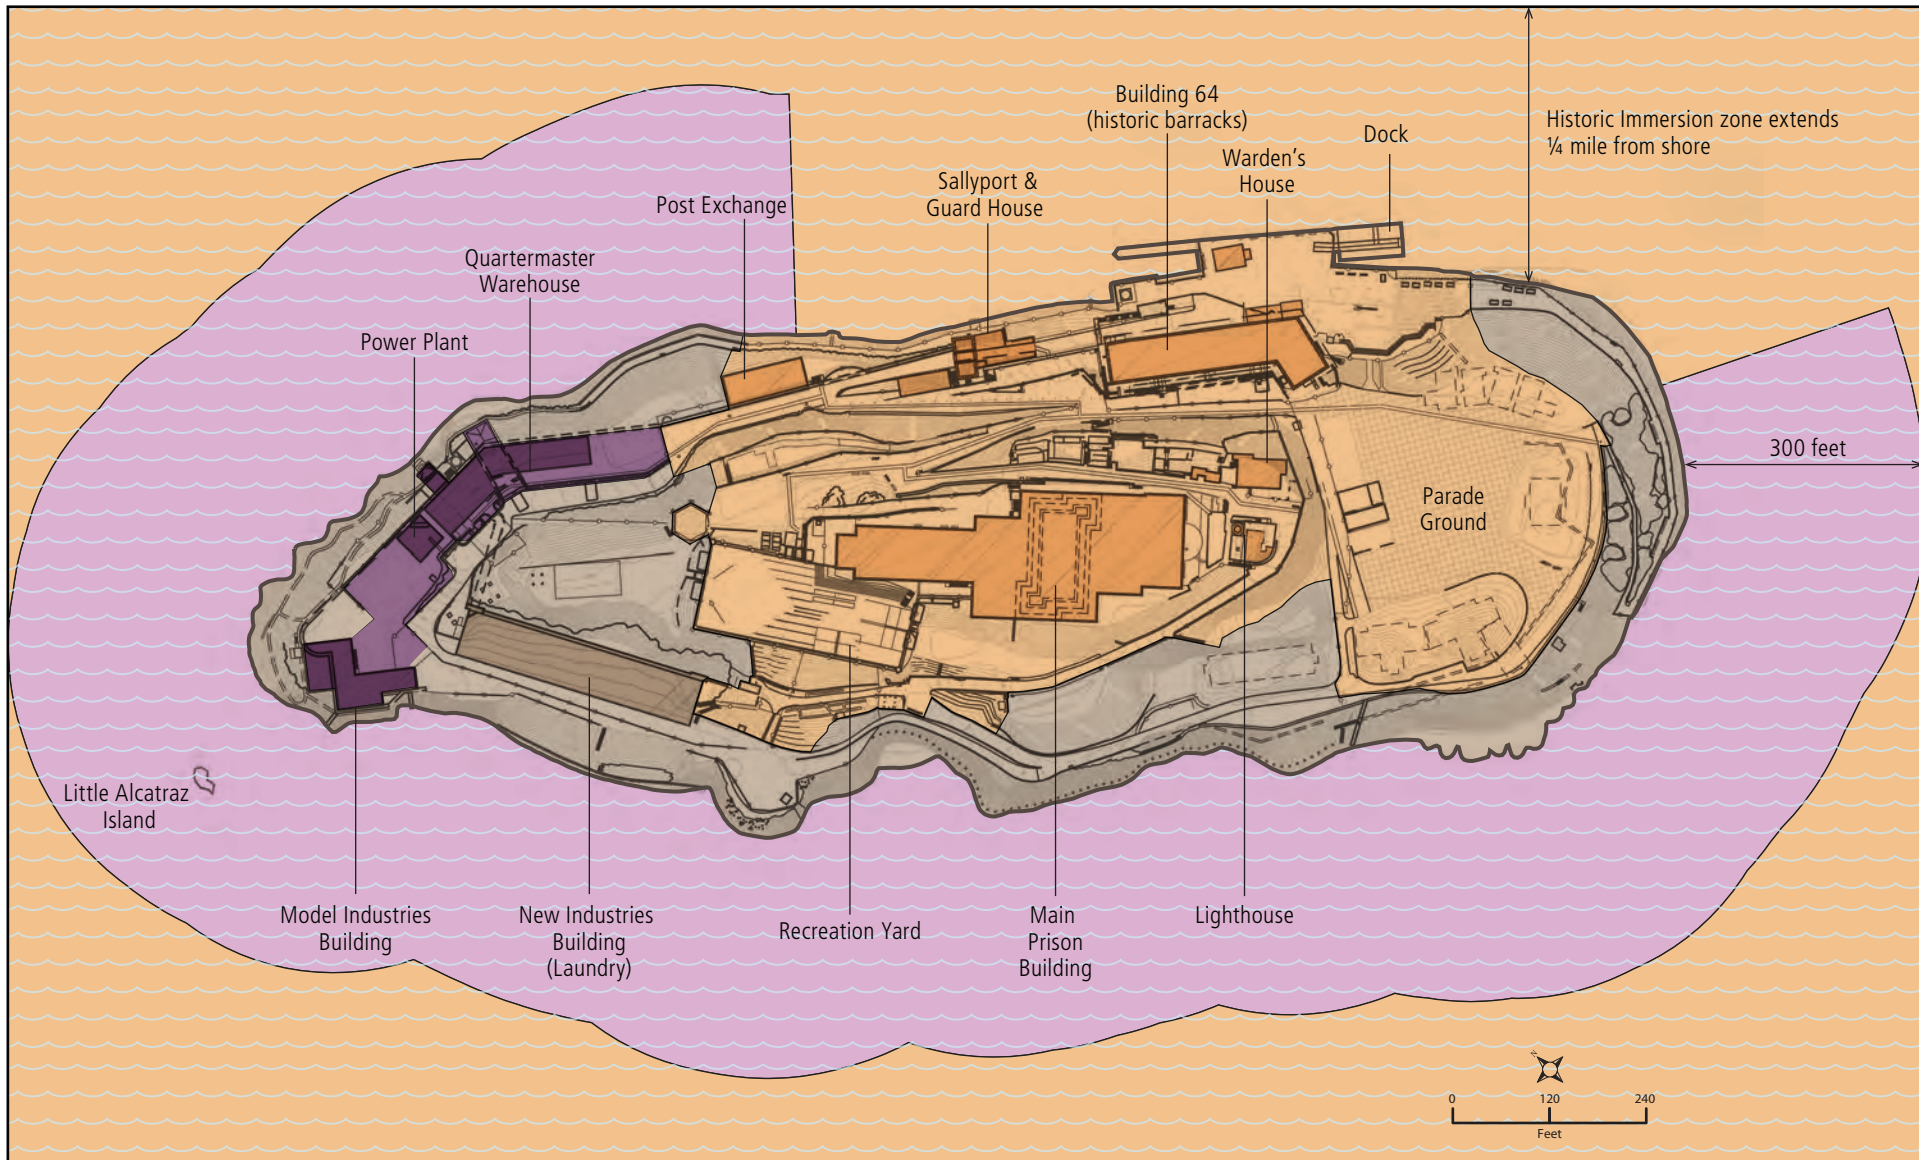 Building 64
(historic barracks)
Dock
Historic Immersion zone extends
¼ mile from shore
Warden's
House
Sallyport &
Guard House
Post Exchange
Quartermaster
Warehouse
Power Plant
300 feet
Parade
Ground
Little Alcatraz
Island
Model Industries
Building
New Industries
Building
(Laundry)
Recreation Yard
Main
Prison
Building
Lighthouse
N
0 120 240
Feet